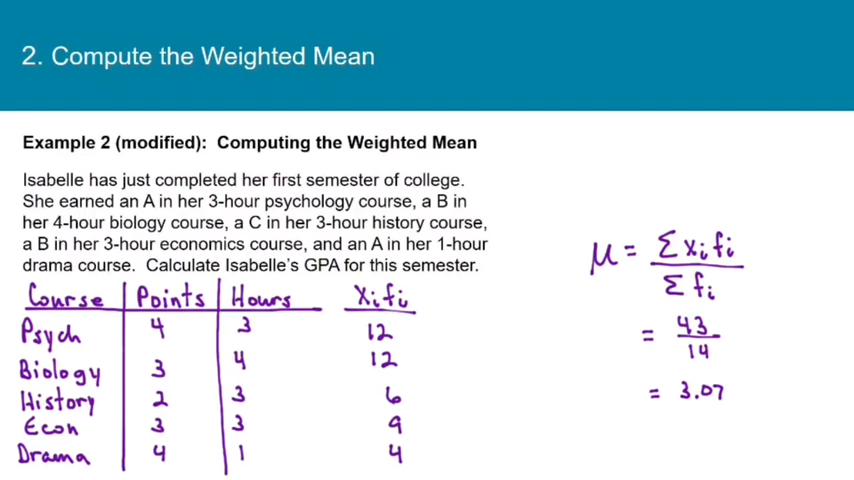 2. Compute the Weighted Mean
Example 2 (modified): Computing the Weighted Mean
Isabelle has just completed her first semester of college.
She earned an A in her 3-hour psychology course, a B in
her 4-hour biology course, a C in her 3-hour history course,
a B in her 3-hour economics course, and an A in her 1-hour
drama course. Calculate Isabelle's GPA for this semester.
Course Points Hours xᵢfᵢ
Psych 4 3 12
Biology 3 4 12
History 2 3 6
Econ 3 3 9
Drama 4 1 4
μ = Σxᵢfᵢ
Σfᵢ
= 43
14
= 3.07